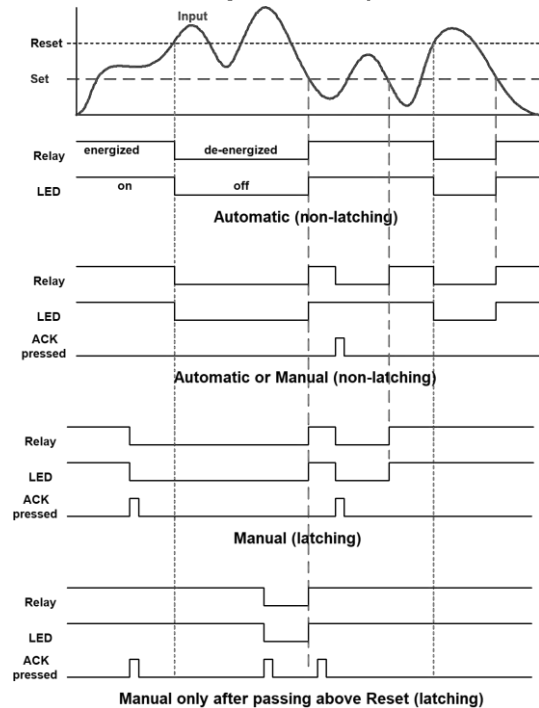 Input
Reset
Set
energized de-energized
Relay
on off
LED
Automatic (non-latching)
Relay
LED
ACK
pressed
Automatic or Manual (non-latching)
Relay
LED
ACK
pressed
Manual (latching)
Relay
LED
ACK
pressed
Manual only after passing above Reset (latching)